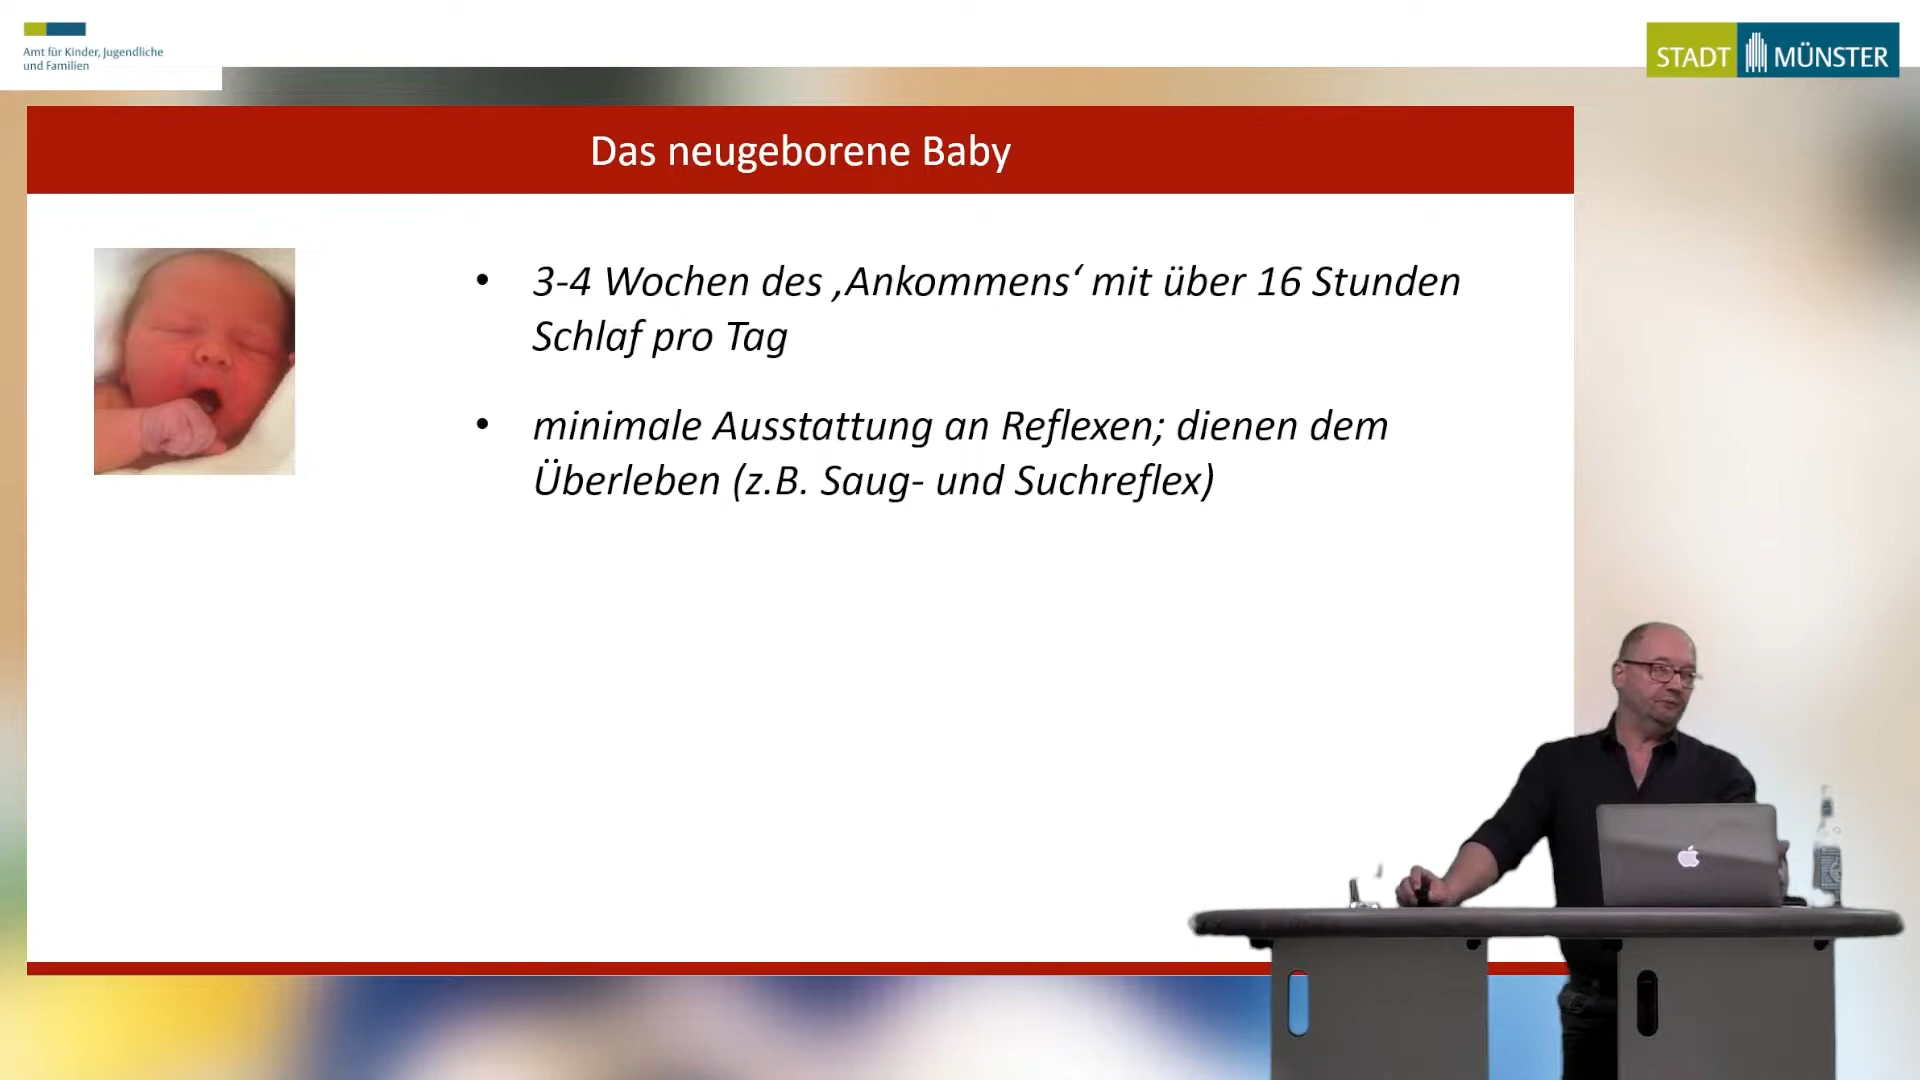 Amt für Kinder, Jugendliche
und Familien
STADT MÜNSTER
Das neugeborene Baby
• 3-4 Wochen des ‚Ankommens‘ mit über 16 Stunden
Schlaf pro Tag
• minimale Ausstattung an Reflexen; dienen dem
Überleben (z.B. Saug- und Suchreflex)